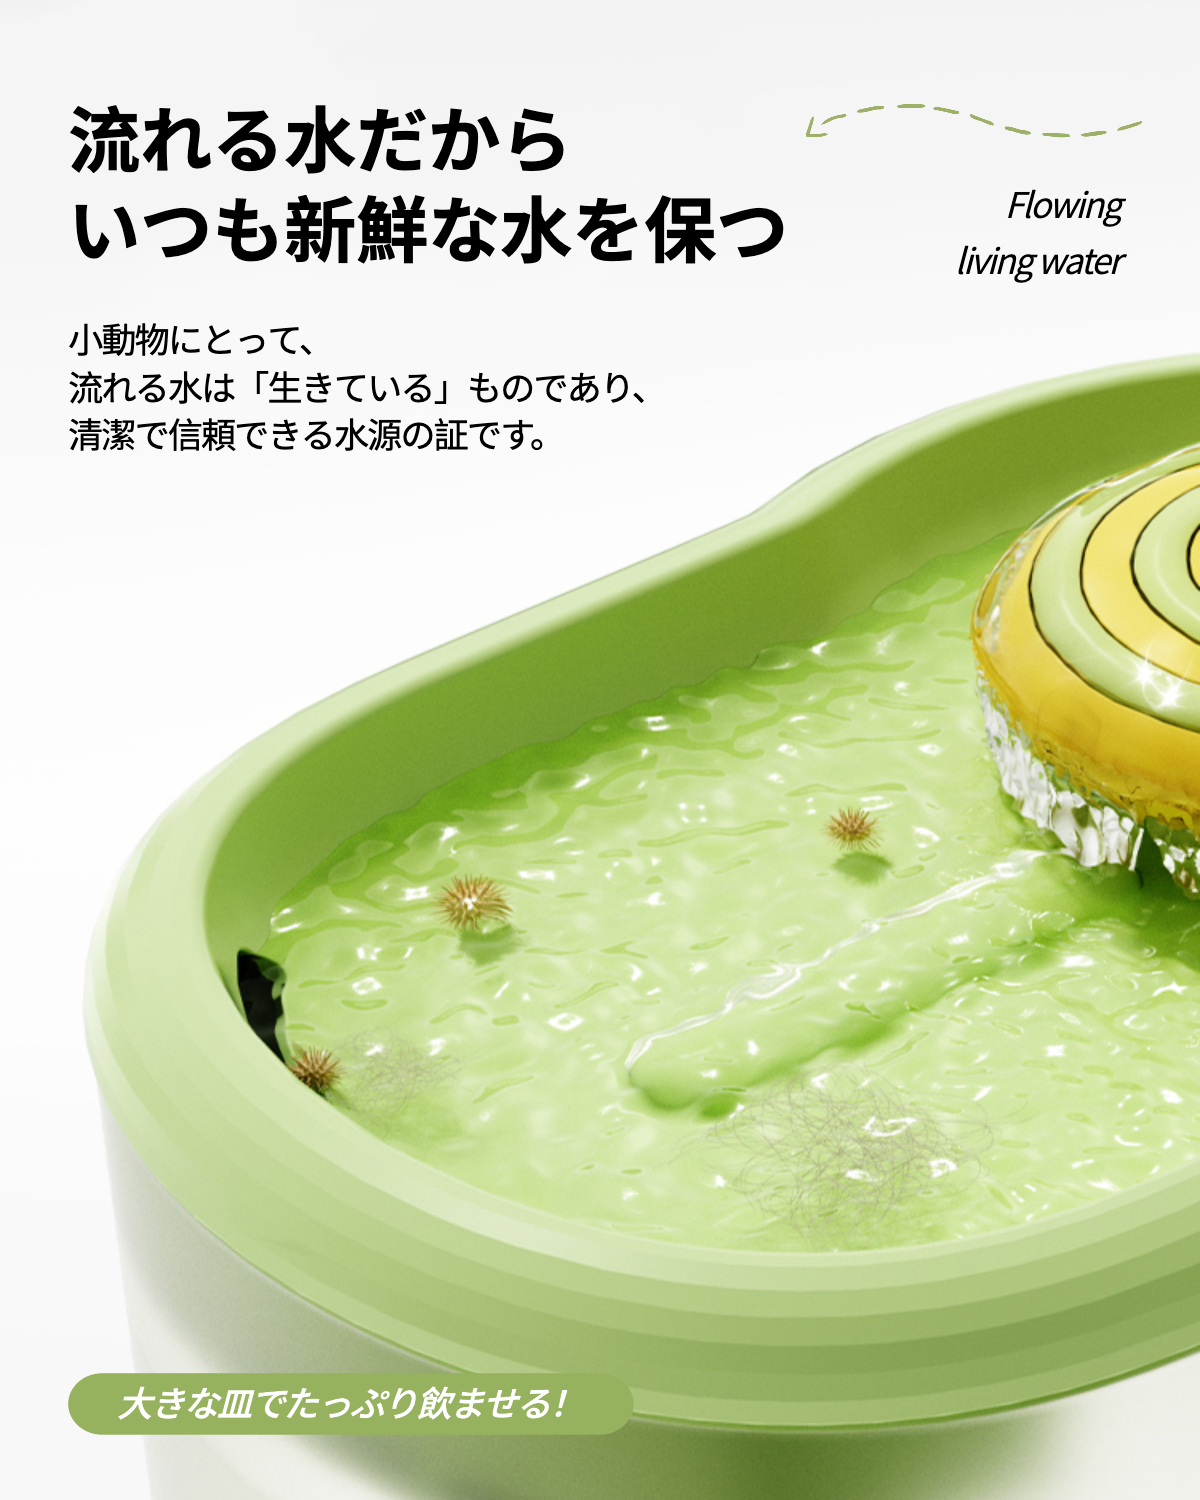 流れる水だから
いつも新鮮な水を保つ
Flowing
living water
小動物にとって、
流れる水は「生きている」ものであり、
清潔で信頼できる水源の証です。
大きな皿でたっぷり飲ませる!